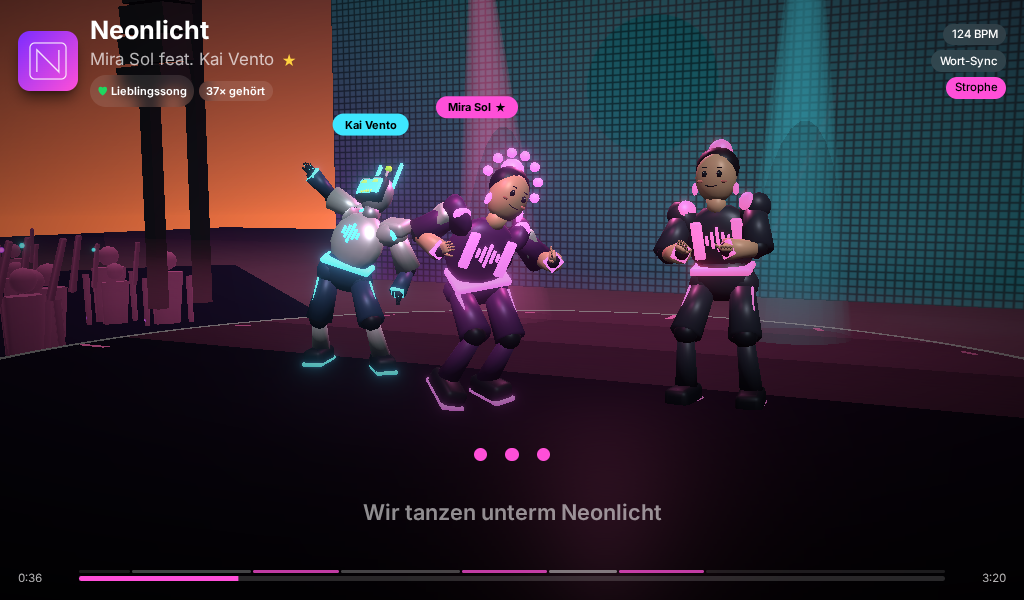 Neonlicht
Mira Sol feat. Kai Vento ★
Lieblingssong
37× gehört
124 BPM
Wort-Sync
Strophe
Mira Sol ★
Kai Vento
Wir tanzen unterm Neonlicht
0:36
3:20